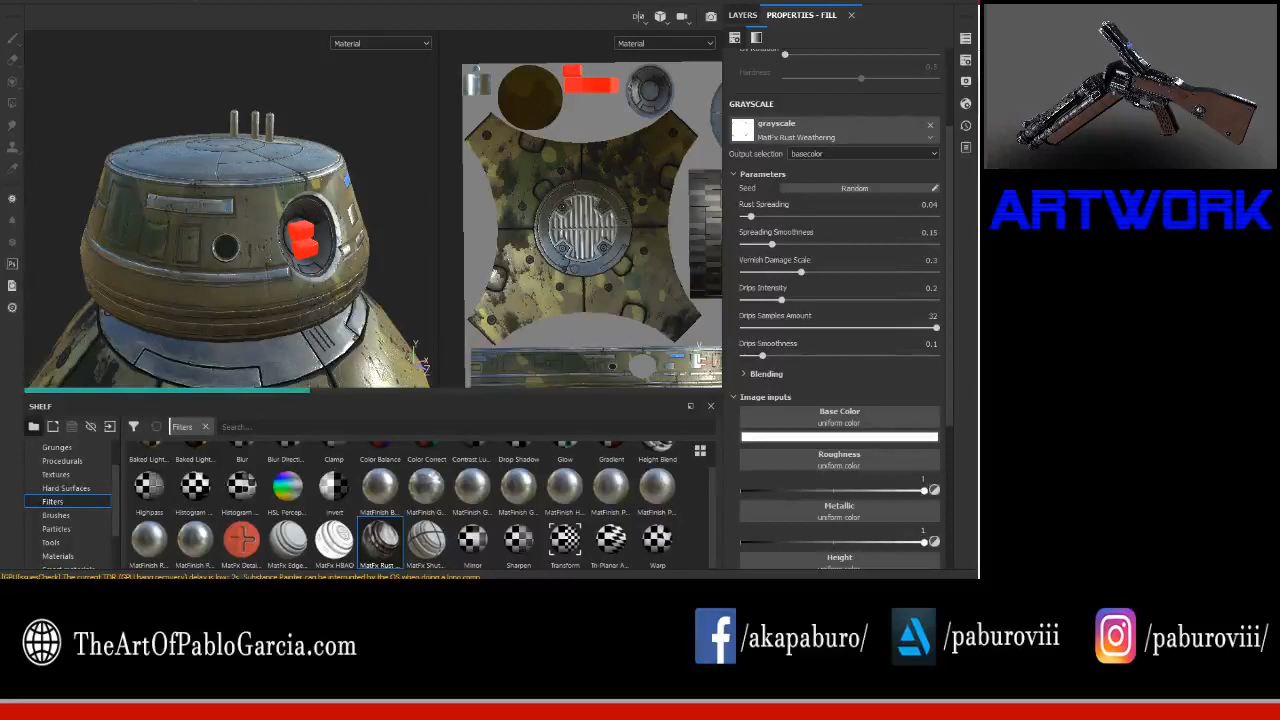 LAYERS
PROPERTIES - FILL
Material
Material
Hardness
0.5
GRAYSCALE
grayscale
MatFx Rust Weathering
Output selection
basecolor
Parameters
Seed
Random
Rust Spreading
0.04
Spreading Smoothness
0.15
Varnish Damage Scale
0.3
Drips Intensity
0.2
Drips Samples Amount
32
Drips Smoothness
0.1
Blending
Image inputs
Base Color
uniform color
Roughness
uniform color
1
Metallic
uniform color
1
Height
ARTWORK
SHELF
Filters
Search...
Grunges
Procedurals
Textures
Hard Surfaces
Filters
Brushes
Particles
Tools
Materials
Baked Light...
Baked Light...
Blur
Blur Directi...
Clamp
Color Balance
Color Correct
Contrast Lu...
Drop Shadow
Glow
Gradient
Height Blend
Highpass
Histogram ...
Histogram ...
HSL Percep...
Invert
MatFinish B...
MatFinish G...
MatFinish G...
MatFinish H...
MatFinish P...
MatFinish P...
MatFinish R...
MatFinish R...
MatFx Detai...
MatFx Edge...
MatFx HBAO
MatFx Rust ...
MatFx Shut...
Mirror
Sharpen
Transform
Tri-Planar A...
Warp
TheArtOfPabloGarcia.com
/akapaburo/
/paburoviii
/paburoviii/